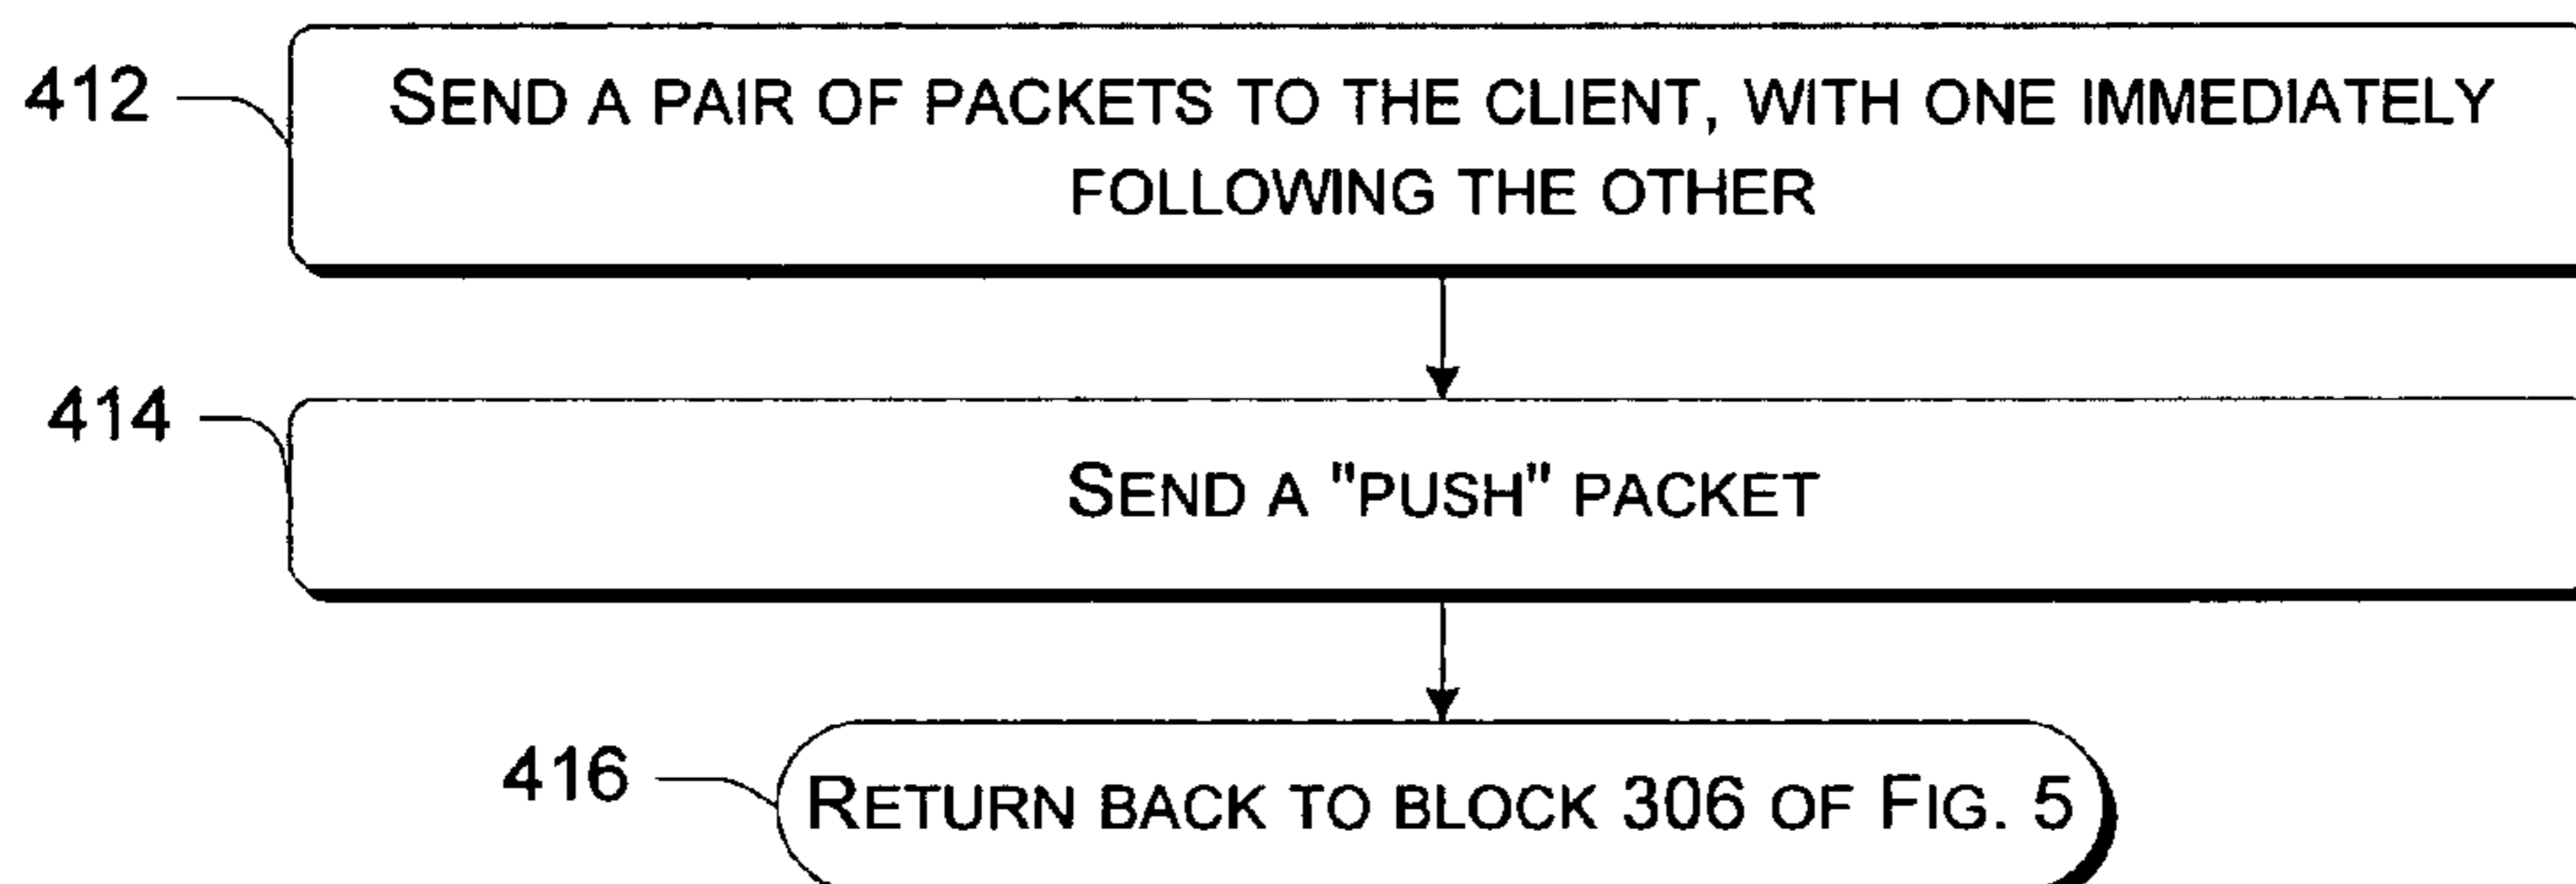 412
SEND A PAIR OF PACKETS TO THE CLIENT, WITH ONE IMMEDIATELY
FOLLOWING THE OTHER
414
SEND A "PUSH" PACKET
416
RETURN BACK TO BLOCK 306 OF FIG. 5